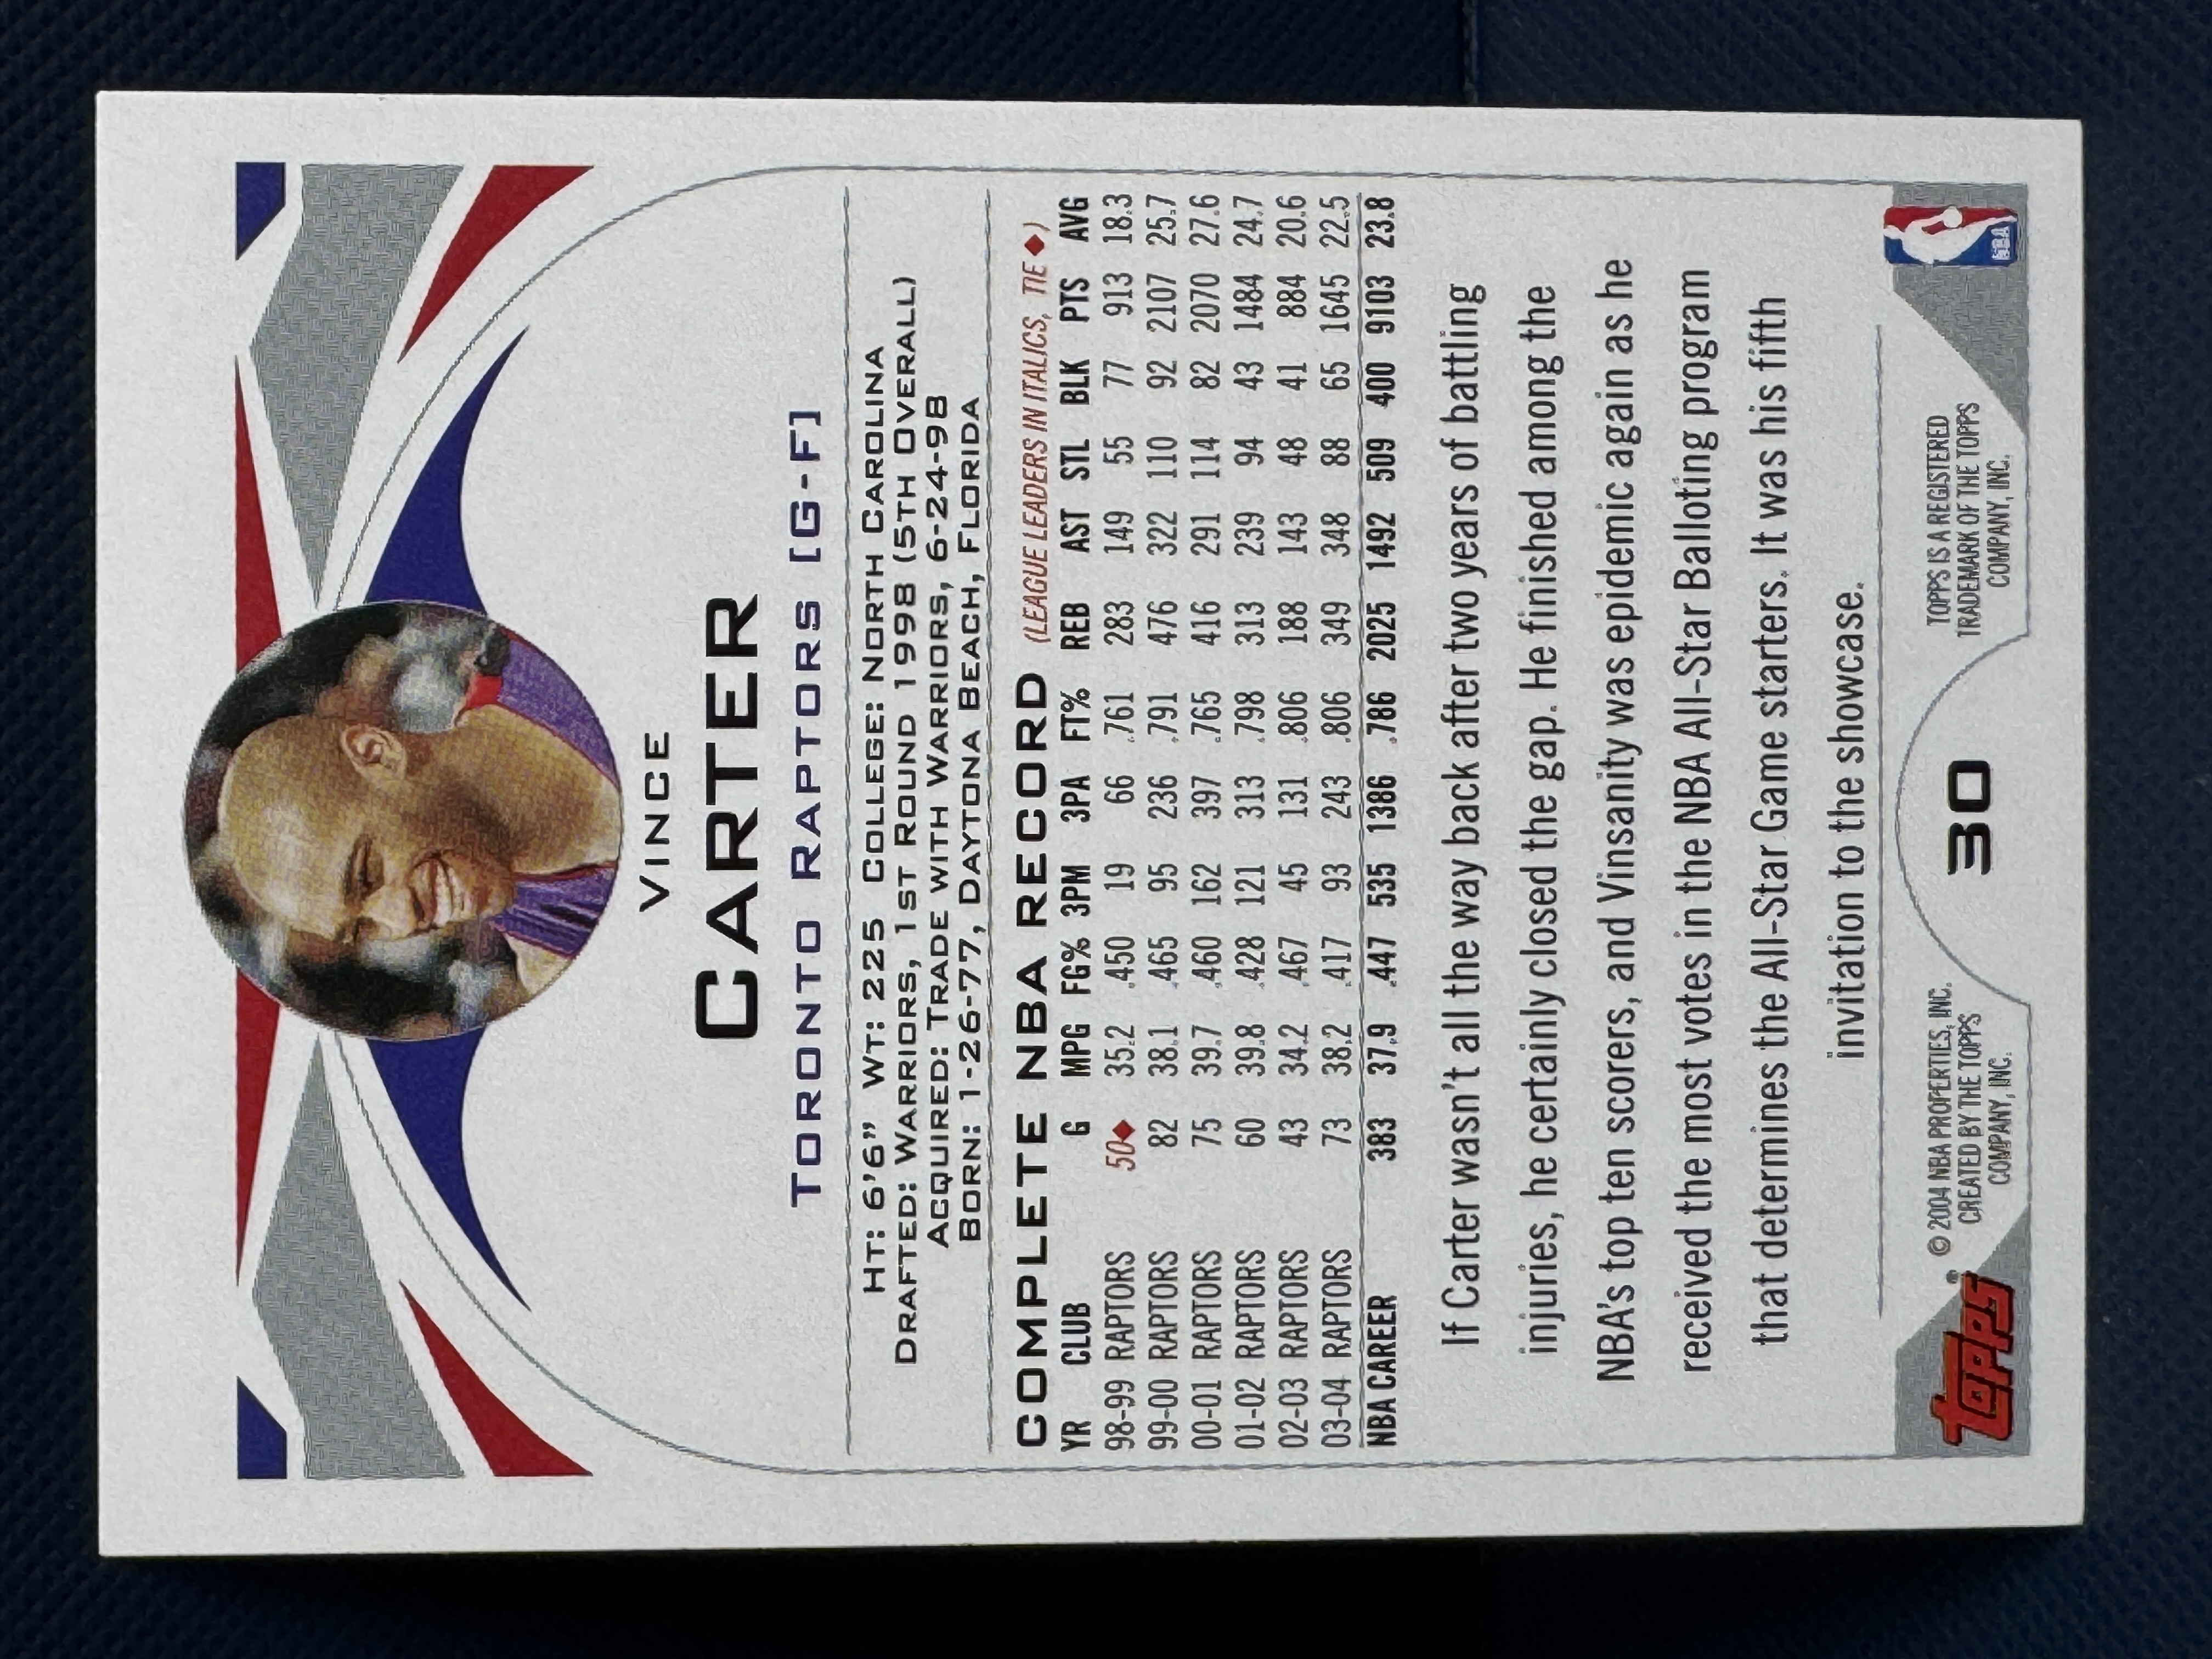 VINCE
CARTER
TORONTO RAPTORS [G-F]
HT: 6'6" WT: 225 COLLEGE: NORTH CAROLINA
DRAFTED: WARRIORS, 1ST ROUND 1998 (5TH OVERALL)
ACQUIRED: TRADE WITH WARRIORS, 6-24-98
BORN: 1-26-77, DAYTONA BEACH, FLORIDA
COMPLETE NBA RECORD (LEAGUE LEADERS IN ITALICS, TIE ◆)
YR CLUB G MPG FG% 3PM 3PA FT% REB AST STL BLK PTS AVG
98-99 RAPTORS 50◆ 35.2 .450 19 66 .761 283 149 55 77 913 18.3
99-00 RAPTORS 82 38.1 .465 95 236 .791 476 322 110 92 2107 25.7
00-01 RAPTORS 75 39.7 .460 162 397 .765 416 291 114 82 2070 27.6
01-02 RAPTORS 60 39.8 .428 121 313 .798 313 239 94 43 1484 24.7
02-03 RAPTORS 43 34.2 .467 45 131 .806 188 143 48 41 884 20.6
03-04 RAPTORS 73 38.2 .417 93 243 .806 349 348 88 65 1645 22.5
NBA CAREER 383 37.9 .447 535 1386 .786 2025 1492 509 400 9103 23.8
If Carter wasn't all the way back after two years of battling
injuries, he certainly closed the gap. He finished among the
NBA's top ten scorers, and Vinsanity was epidemic again as he
received the most votes in the NBA All-Star Balloting program
that determines the All-Star Game starters. It was his fifth
invitation to the showcase.
topps®
© 2004 NBA PROPERTIES, INC.
CREATED BY THE TOPPS
COMPANY, INC.
30
TOPPS IS A REGISTERED
TRADEMARK OF THE TOPPS
COMPANY, INC.
NBA